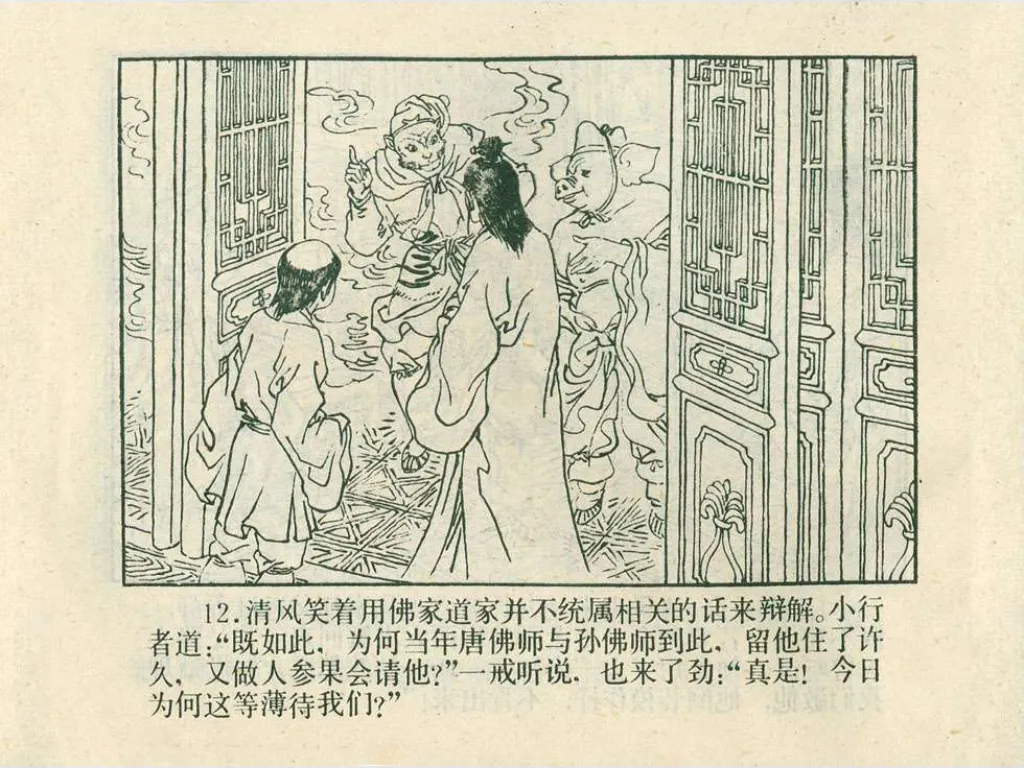 12.清风笑着用佛家道家并不统属相关的话来辩解。小行
者道:“既如此,为何当年唐佛师与孙佛师到此,留他住了许
久,又做人参果会请他?”一戒听说,也来了劲:“真是!今日
为何这等薄待我们?”